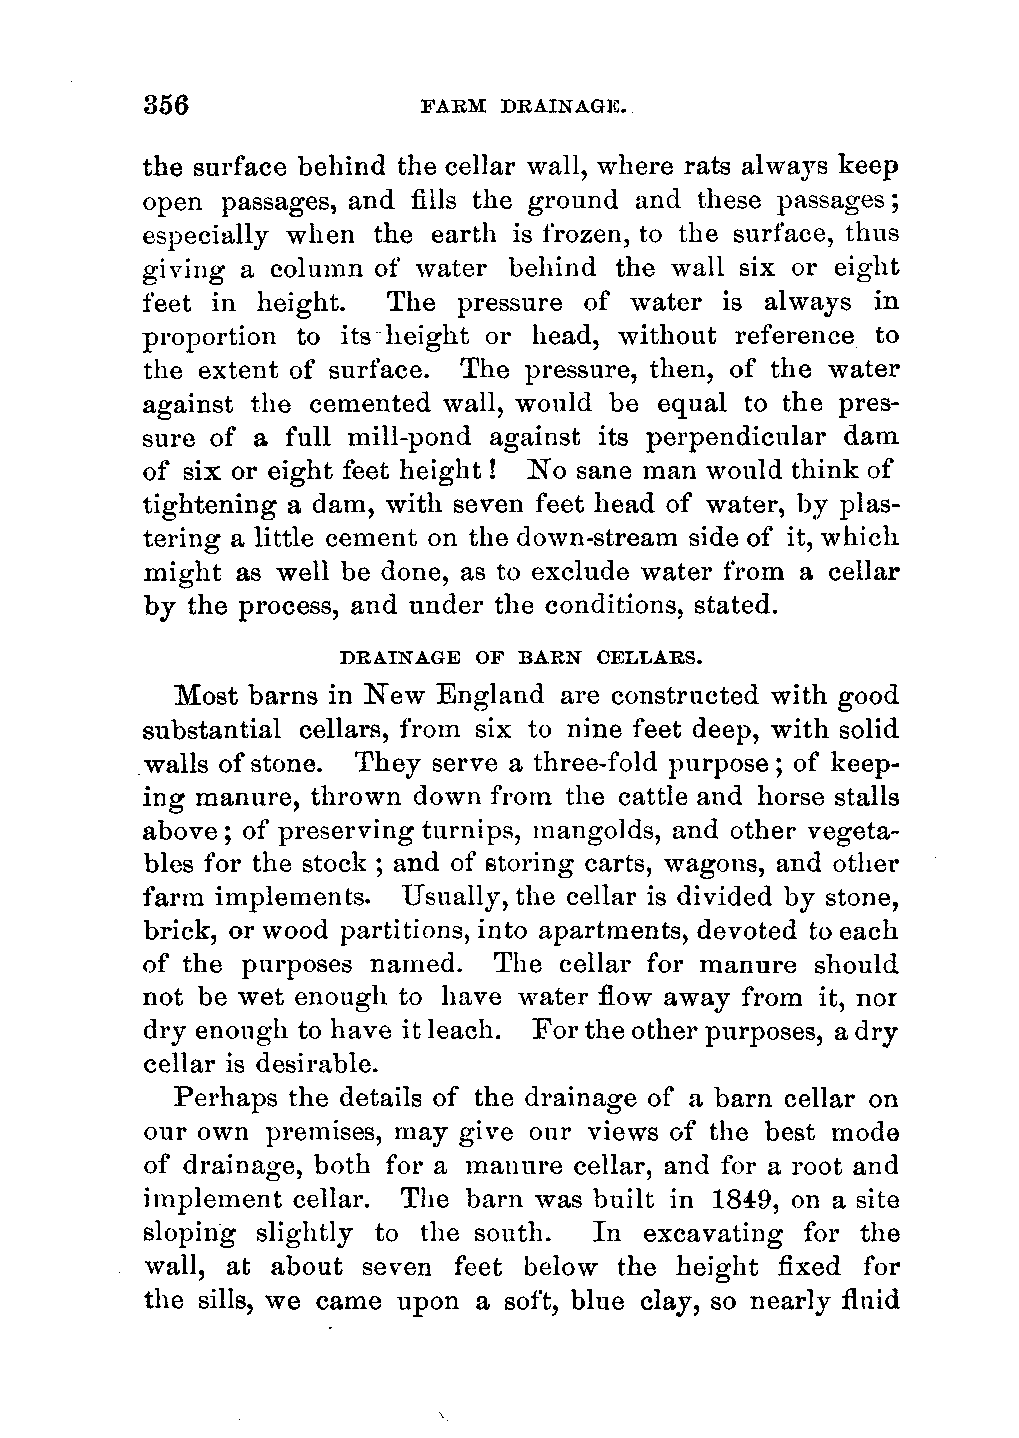 356 FARM DRAINAGE.
the surface behind the cellar wall, where rats always keep
open passages, and fills the ground and these passages;
especially when the earth is frozen, to the surface, thus
giving a column of water behind the wall six or eight
feet in height. The pressure of water is always in
proportion to its height or head, without reference to
the extent of surface. The pressure, then, of the water
against the cemented wall, would be equal to the pres-
sure of a full mill-pond against its perpendicular dam
of six or eight feet height! No sane man would think of
tightening a dam, with seven feet head of water, by plas-
tering a little cement on the down-stream side of it, which
might as well be done, as to exclude water from a cellar
by the process, and under the conditions, stated.
DRAINAGE OF BARN CELLARS.
Most barns in New England are constructed with good
substantial cellars, from six to nine feet deep, with solid
walls of stone. They serve a three-fold purpose; of keep-
ing manure, thrown down from the cattle and horse stalls
above; of preserving turnips, mangolds, and other vegeta-
bles for the stock; and of storing carts, wagons, and other
farm implements. Usually, the cellar is divided by stone,
brick, or wood partitions, into apartments, devoted to each
of the purposes named. The cellar for manure should
not be wet enough to have water flow away from it, nor
dry enough to have it leach. For the other purposes, a dry
cellar is desirable.
Perhaps the details of the drainage of a barn cellar on
our own premises, may give our views of the best mode
of drainage, both for a manure cellar, and for a root and
implement cellar. The barn was built in 1849, on a site
sloping slightly to the south. In excavating for the
wall, at about seven feet below the height fixed for
the sills, we came upon a soft, blue clay, so nearly fluid